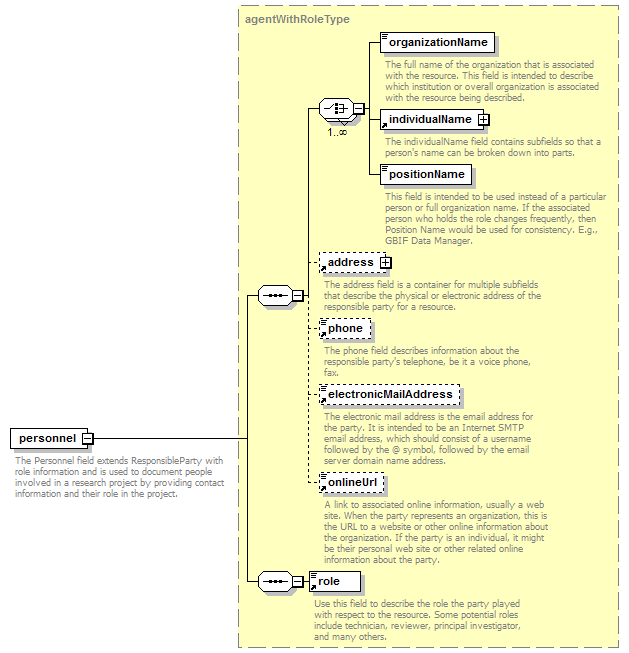 agentWithRoleType
organizationName
The full name of the organization that is associated
with the resource. This field is intended to describe
which institution or overall organization is associated
with the resource being described.
1..∞
individualName
The individualName field contains subfields so that a
person's name can be broken down into parts.
positionName
This field is intended to be used instead of a particular
person or full organization name. If the associated
person who holds the role changes frequently, then
Position Name would be used for consistency. E.g.,
GBIF Data Manager.
address
The address field is a container for multiple subfields
that describe the physical or electronic address of the
responsible party for a resource.
phone
The phone field describes information about the
responsible party's telephone, be it a voice phone,
fax.
electronicMailAddress
The electronic mail address is the email address for
the party. It is intended to be an Internet SMTP
email address, which should consist of a username
followed by the @ symbol, followed by the email
server domain name address.
personnel
The Personnel field extends ResponsibleParty with
role information and is used to document people
involved in a research project by providing contact
information and their role in the project.
onlineUrl
A link to associated online information, usually a web
site. When the party represents an organization, this is
the URL to a website or other online information about
the organization. If the party is an individual, it might
be their personal web site or other related online
information about the party.
role
Use this field to describe the role the party played
with respect to the resource. Some potential roles
include technician, reviewer, principal investigator,
and many others.